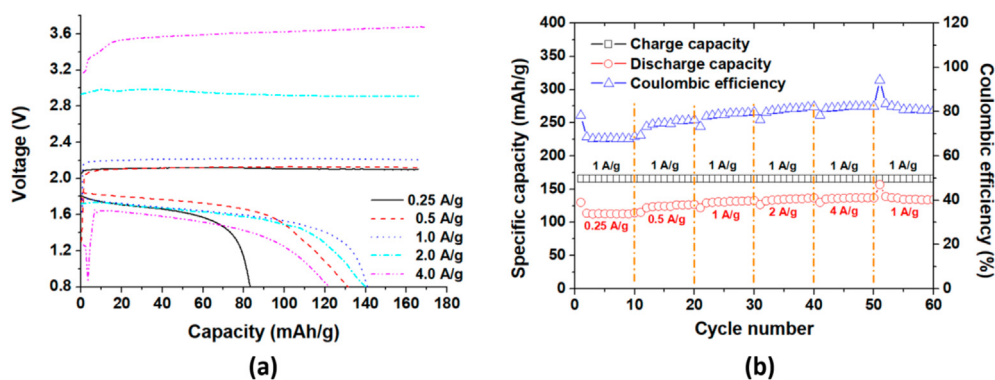 3.6
3.2
2.8
2.4
2.0
1.6
1.2
0.8
Voltage (V)
0.25 A/g
0.5 A/g
1.0 A/g
2.0 A/g
4.0 A/g
0 20 40 60 80 100 120 140 160 180
Capacity (mAh/g)
(a)
400
350
300
250
200
150
100
50
0
Specific capacity (mAh/g)
Charge capacity
Discharge capacity
Coulombic efficiency
1 A/g 1 A/g 1 A/g 1 A/g 1 A/g 1 A/g
0.25 A/g 0.5 A/g 1 A/g 2 A/g 4 A/g 1 A/g
120
100
80
60
40
20
0
Coulombic efficiency (%)
0 10 20 30 40 50 60
Cycle number
(b)